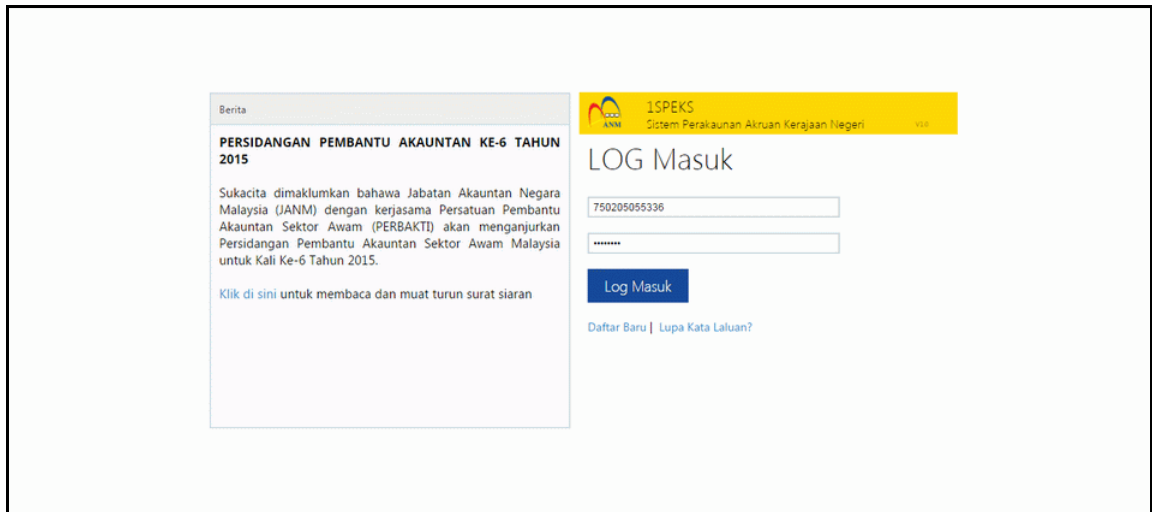 Berita
PERSIDANGAN PEMBANTU AKAUNTAN KE-6 TAHUN
2015
Sukacita dimaklumkan bahawa Jabatan Akauntan Negara
Malaysia (JANM) dengan kerjasama Persatuan Pembantu
Akauntan Sektor Awam (PERBAKTI) akan menganjurkan
Persidangan Pembantu Akauntan Sektor Awam Malaysia
untuk Kali Ke-6 Tahun 2015.
Klik di sini untuk membaca dan muat turun surat siaran
ANM
1SPEKS
Sistem Perakaunan Akruan Kerajaan Negeri V1.0
LOG Masuk
750205055336
••••••••
Log Masuk
Daftar Baru | Lupa Kata Laluan?